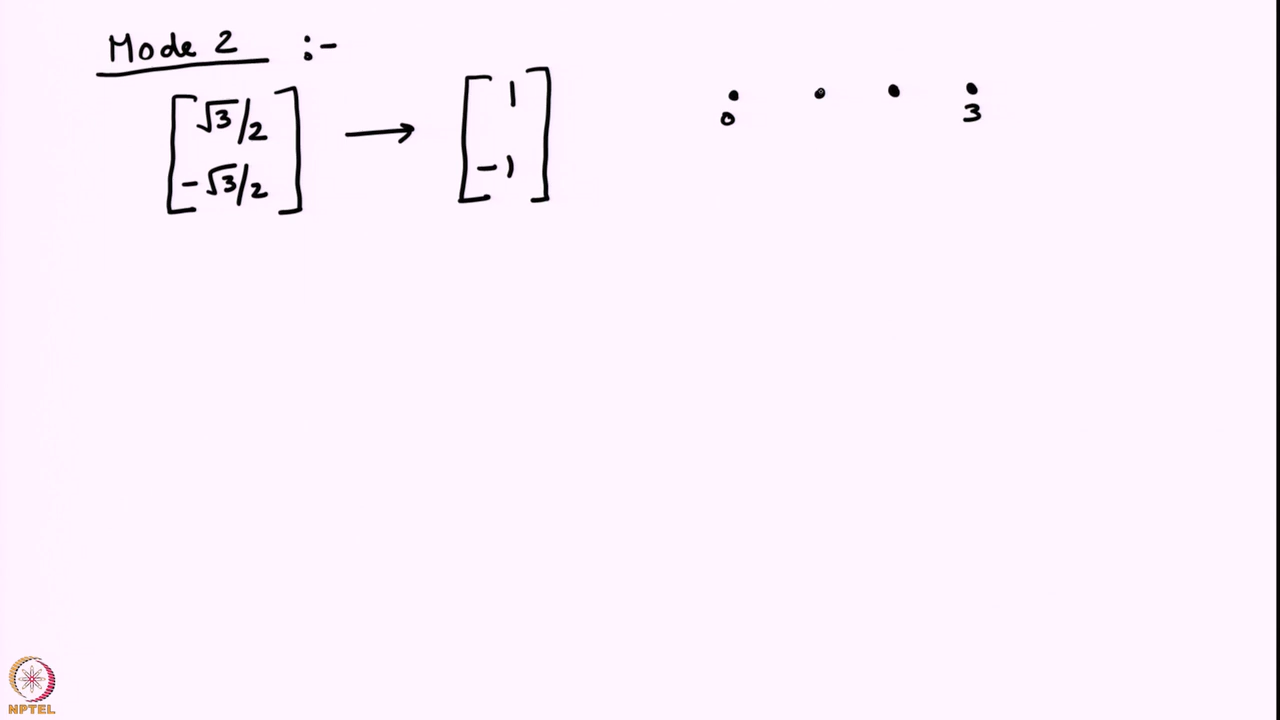 Mode 2 :-
[ √3/2 ] → [ 1 ]
[ -√3/2 ] [ -1 ]
0 3
NPTEL